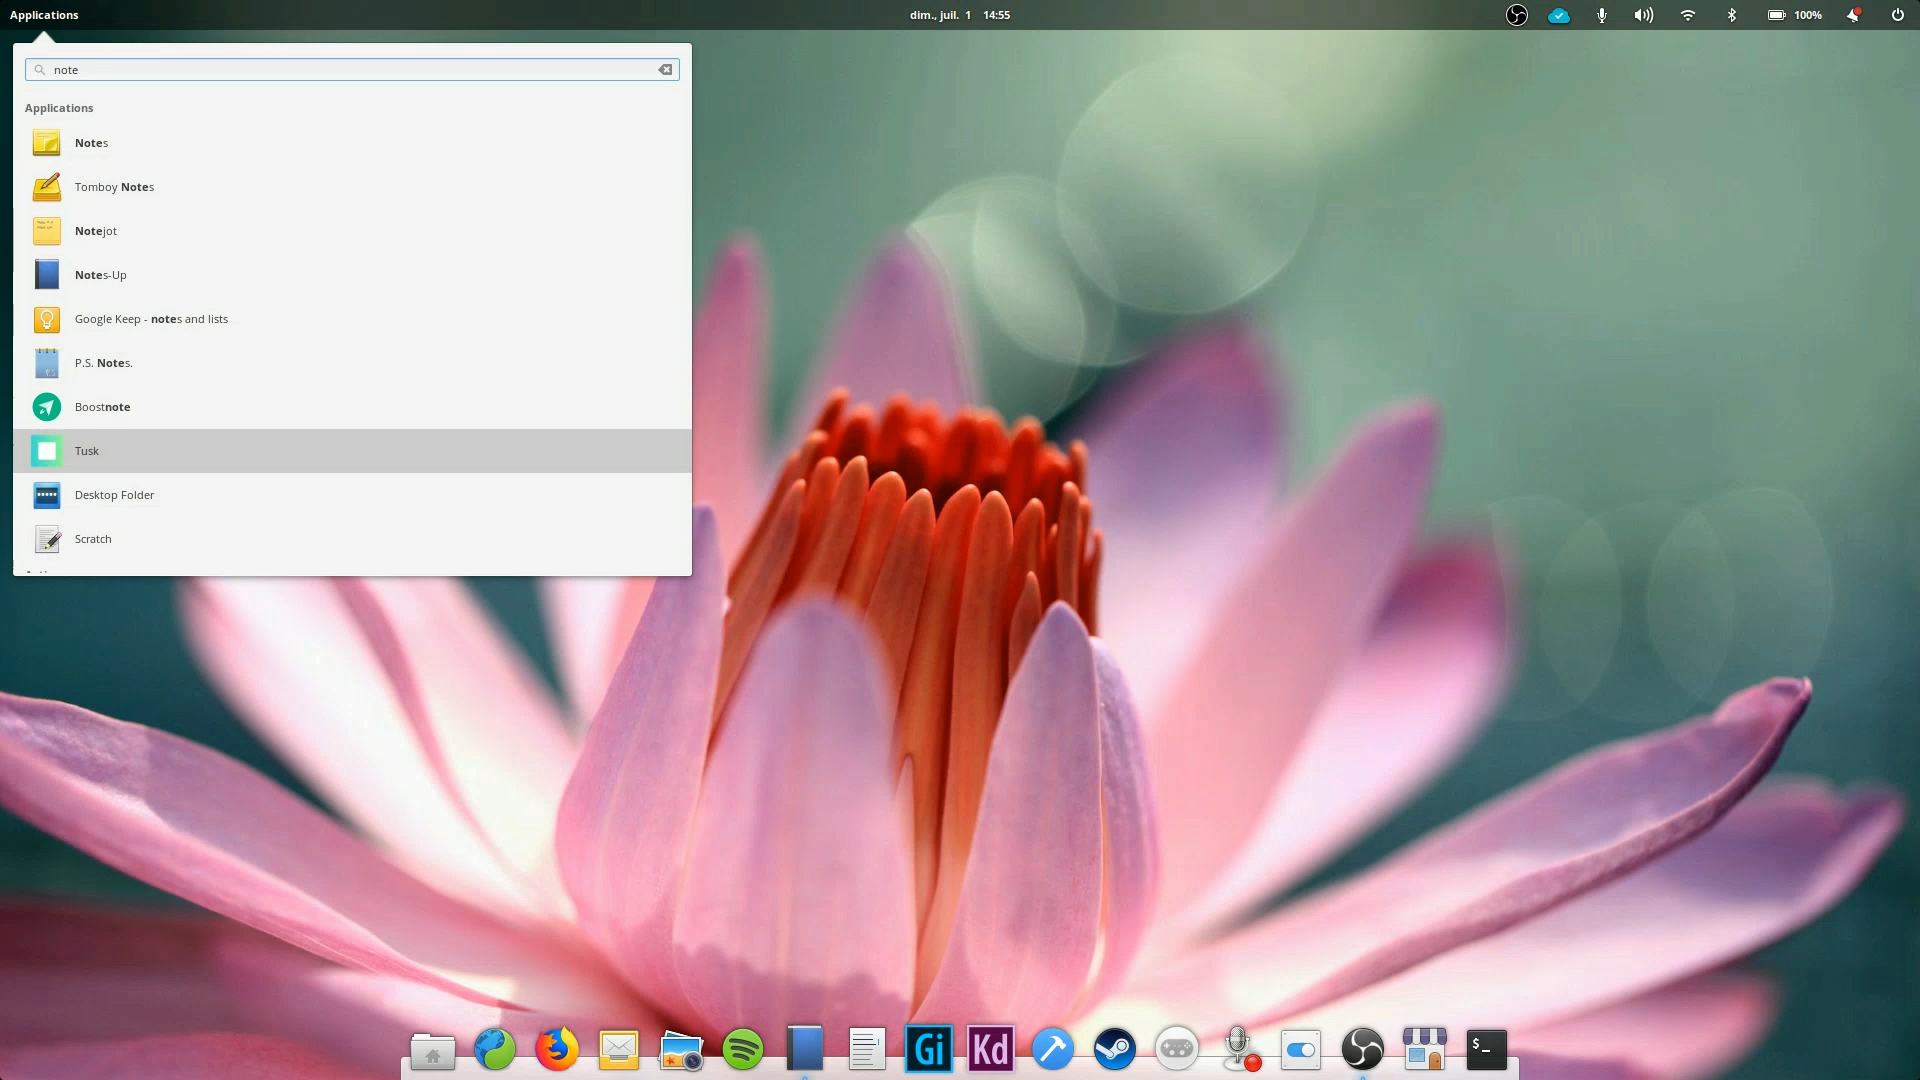 Applications
dim., juil. 1 14:55
100%
note
Applications
Notes
Tomboy Notes
Notejot
Notes-Up
Google Keep - notes and lists
P.S. Notes.
Boostnote
Tusk
Desktop Folder
Scratch
Gi
Kd
$_